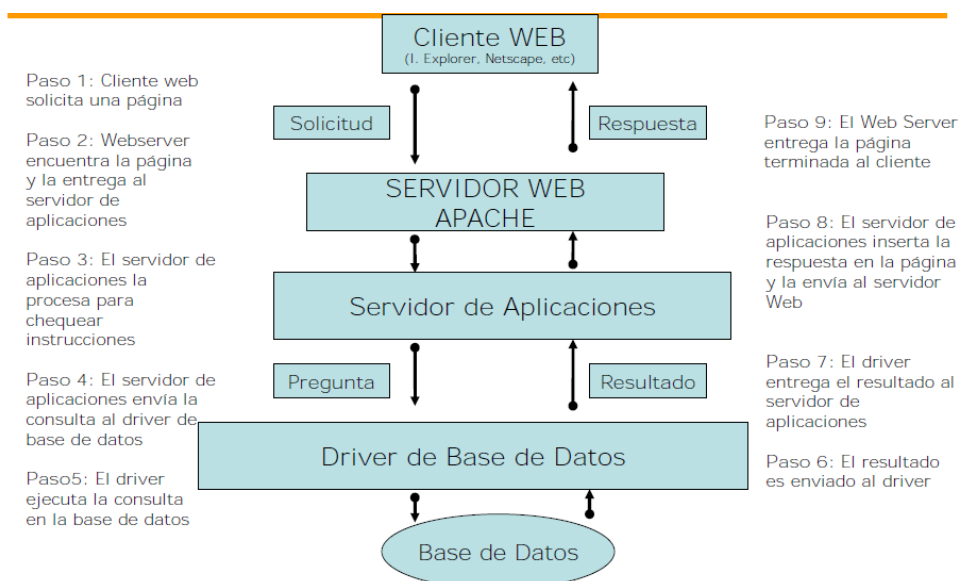 Cliente WEB
(I. Explorer, Netscape, etc)
Paso 1: Cliente web
solicita una página
Solicitud
Respuesta
Paso 2: Webserver
encuentra la página
y la entrega al
servidor de
aplicaciones
Paso 9: El Web Server
entrega la página
terminada al cliente
SERVIDOR WEB
APACHE
Paso 3: El servidor de
aplicaciones la
procesa para
chequear
instrucciones
Paso 8: El servidor de
aplicaciones inserta la
respuesta en la página
y la envía al servidor
Web
Servidor de Aplicaciones
Paso 4: El servidor de
aplicaciones envía la
consulta al driver de
base de datos
Pregunta
Resultado
Paso 7: El driver
entrega el resultado al
servidor de
aplicaciones
Driver de Base de Datos
Paso5: El driver
ejecuta la consulta
en la base de datos
Paso 6: El resultado
es enviado al driver
Base de Datos